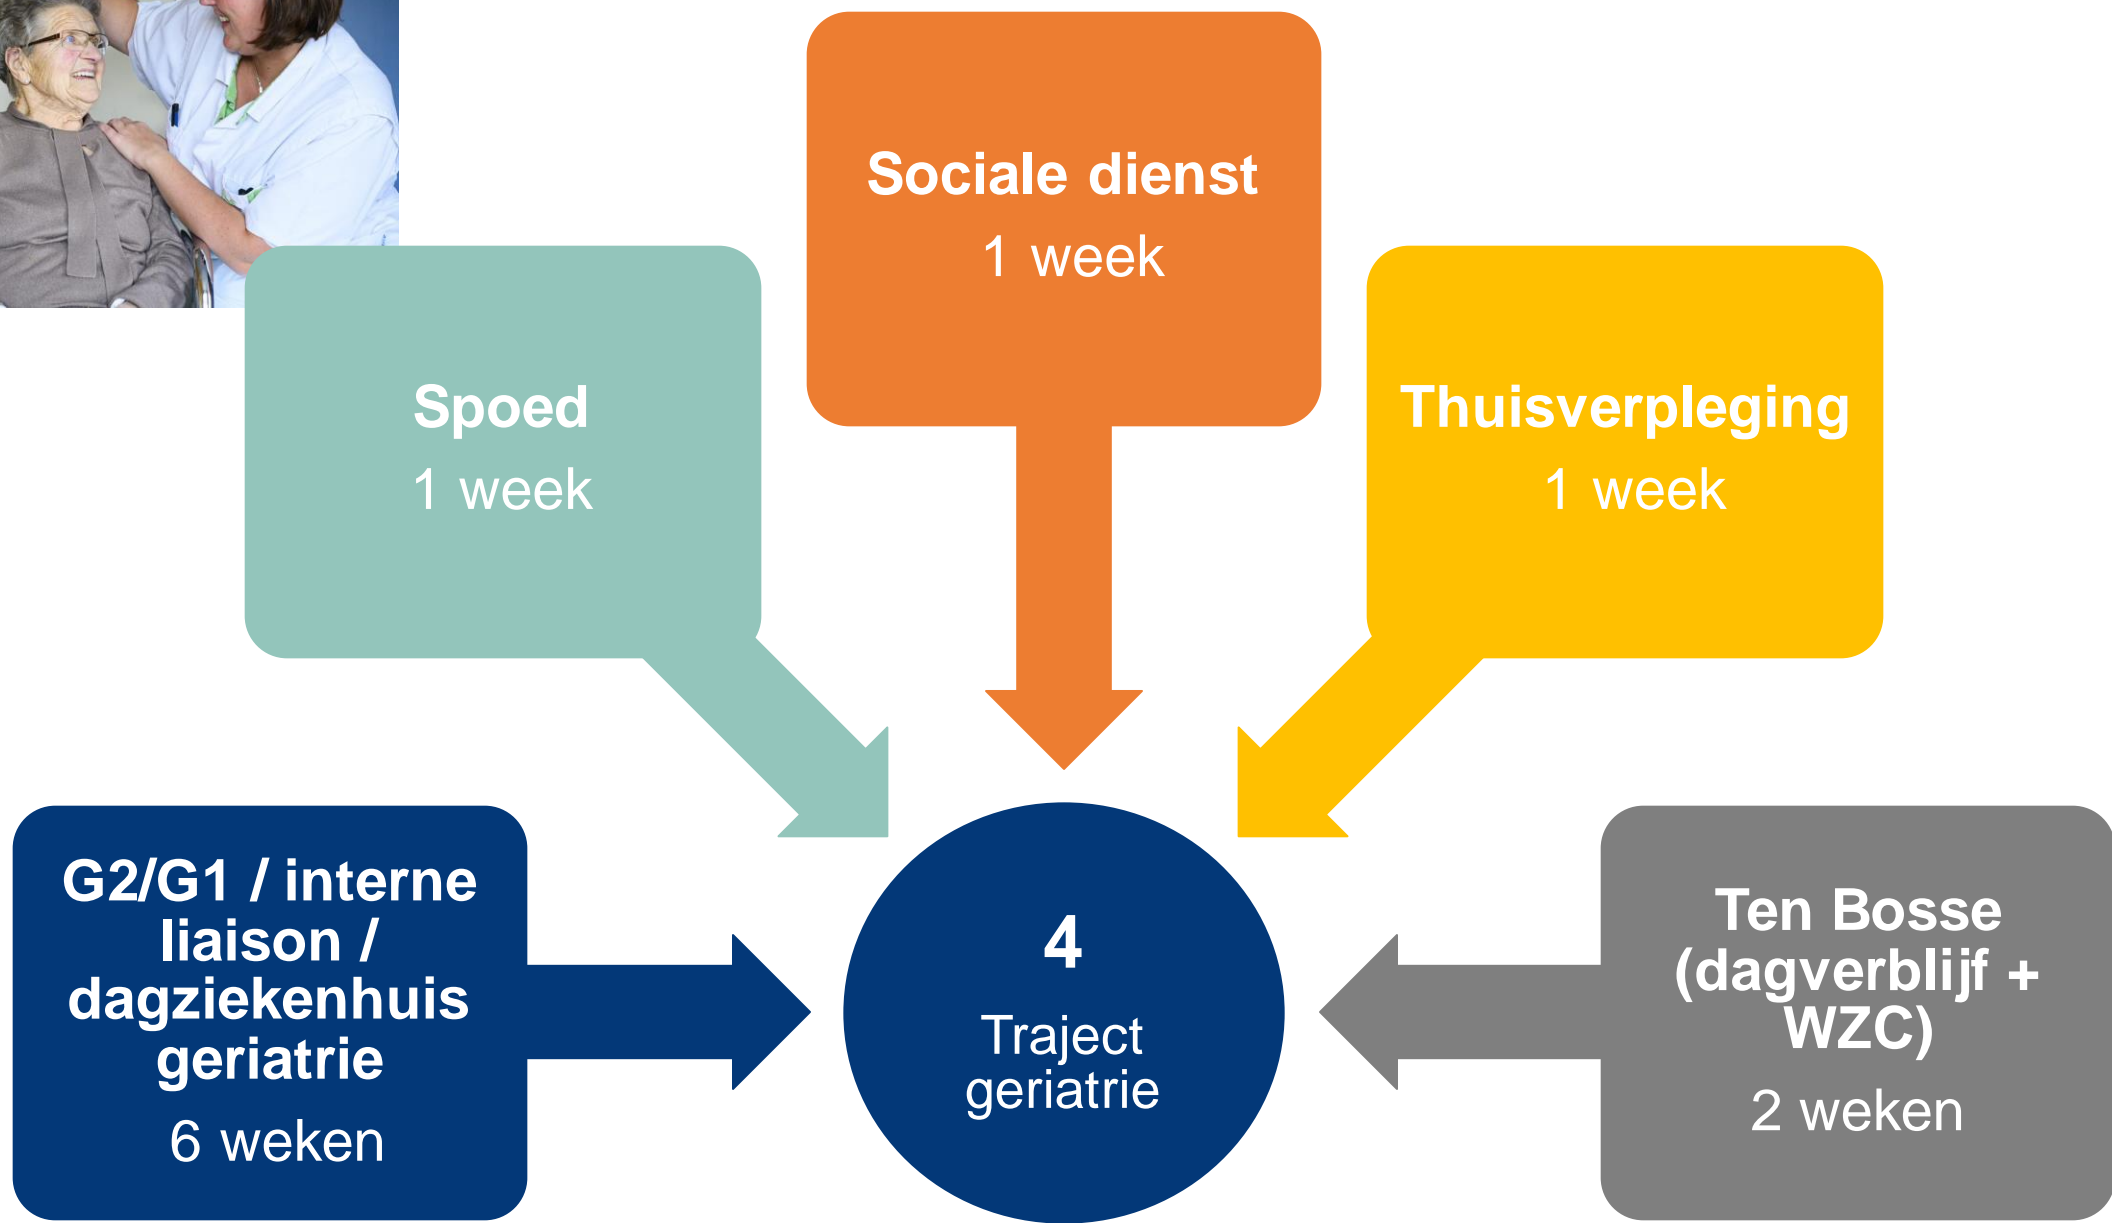 Sociale dienst
1 week
Spoed
1 week
Thuisverpleging
1 week
G2/G1 / interne
liaison /
dagziekenhuis
geriatrie
6 weken
4
Traject
geriatrie
Ten Bosse
(dagverblijf +
WZC)
2 weken